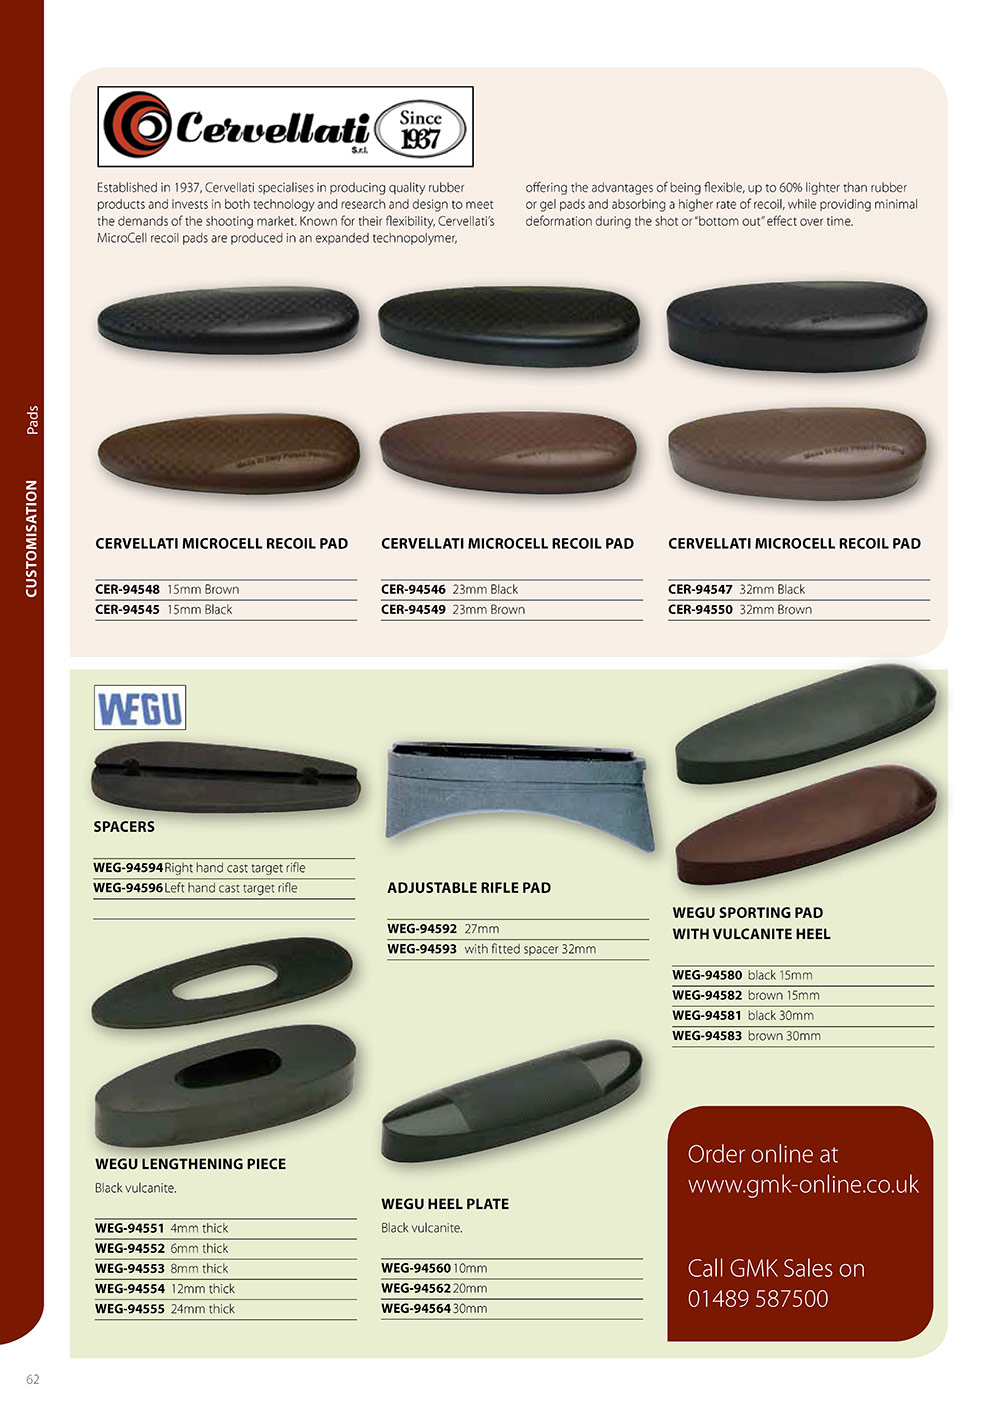 Cervellati
S.r.l.
Since
1937
Established in 1937, Cervellati specialises in producing quality rubber
products and invests in both technology and research and design to meet
the demands of the shooting market. Known for their flexibility, Cervellati's
MicroCell recoil pads are produced in an expanded technopolymer,
offering the advantages of being flexible, up to 60% lighter than rubber
or gel pads and absorbing a higher rate of recoil, while providing minimal
deformation during the shot or "bottom out" effect over time.
Made in Italy Patent Pending
Made in Italy Patent Pending
CERVELLATI MICROCELL RECOIL PAD
CER-94548 15mm Brown
CER-94545 15mm Black
CERVELLATI MICROCELL RECOIL PAD
CER-94546 23mm Black
CER-94549 23mm Brown
CERVELLATI MICROCELL RECOIL PAD
CER-94547 32mm Black
CER-94550 32mm Brown
CUSTOMISATION Pads
WEGU
SPACERS
WEG-94594 Right hand cast target rifle
WEG-94596 Left hand cast target rifle
ADJUSTABLE RIFLE PAD
WEG-94592 27mm
WEG-94593 with fitted spacer 32mm
WEGU SPORTING PAD
WITH VULCANITE HEEL
WEG-94580 black 15mm
WEG-94582 brown 15mm
WEG-94581 black 30mm
WEG-94583 brown 30mm
WEGU LENGTHENING PIECE
Black vulcanite.
WEG-94551 4mm thick
WEG-94552 6mm thick
WEG-94553 8mm thick
WEG-94554 12mm thick
WEG-94555 24mm thick
WEGU HEEL PLATE
Black vulcanite.
WEG-94560 10mm
WEG-94562 20mm
WEG-94564 30mm
Order online at
www.gmk-online.co.uk
Call GMK Sales on
01489 587500
62